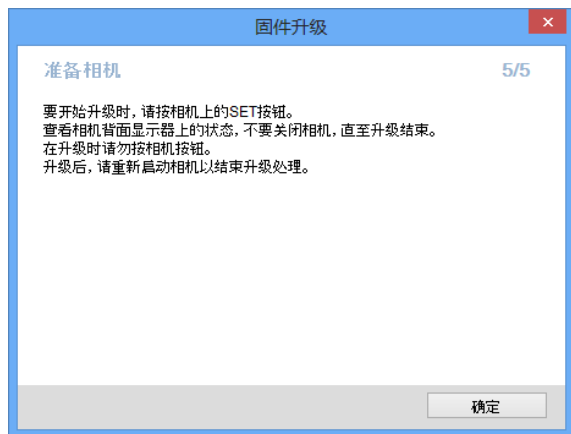 固件升级
准备相机 5/5
要开始升级时，请按相机上的SET按钮。
查看相机背面显示器上的状态，不要关闭相机，直至升级结束。
在升级时请勿按相机按钮。
升级后，请重新启动相机以结束升级处理。
确定